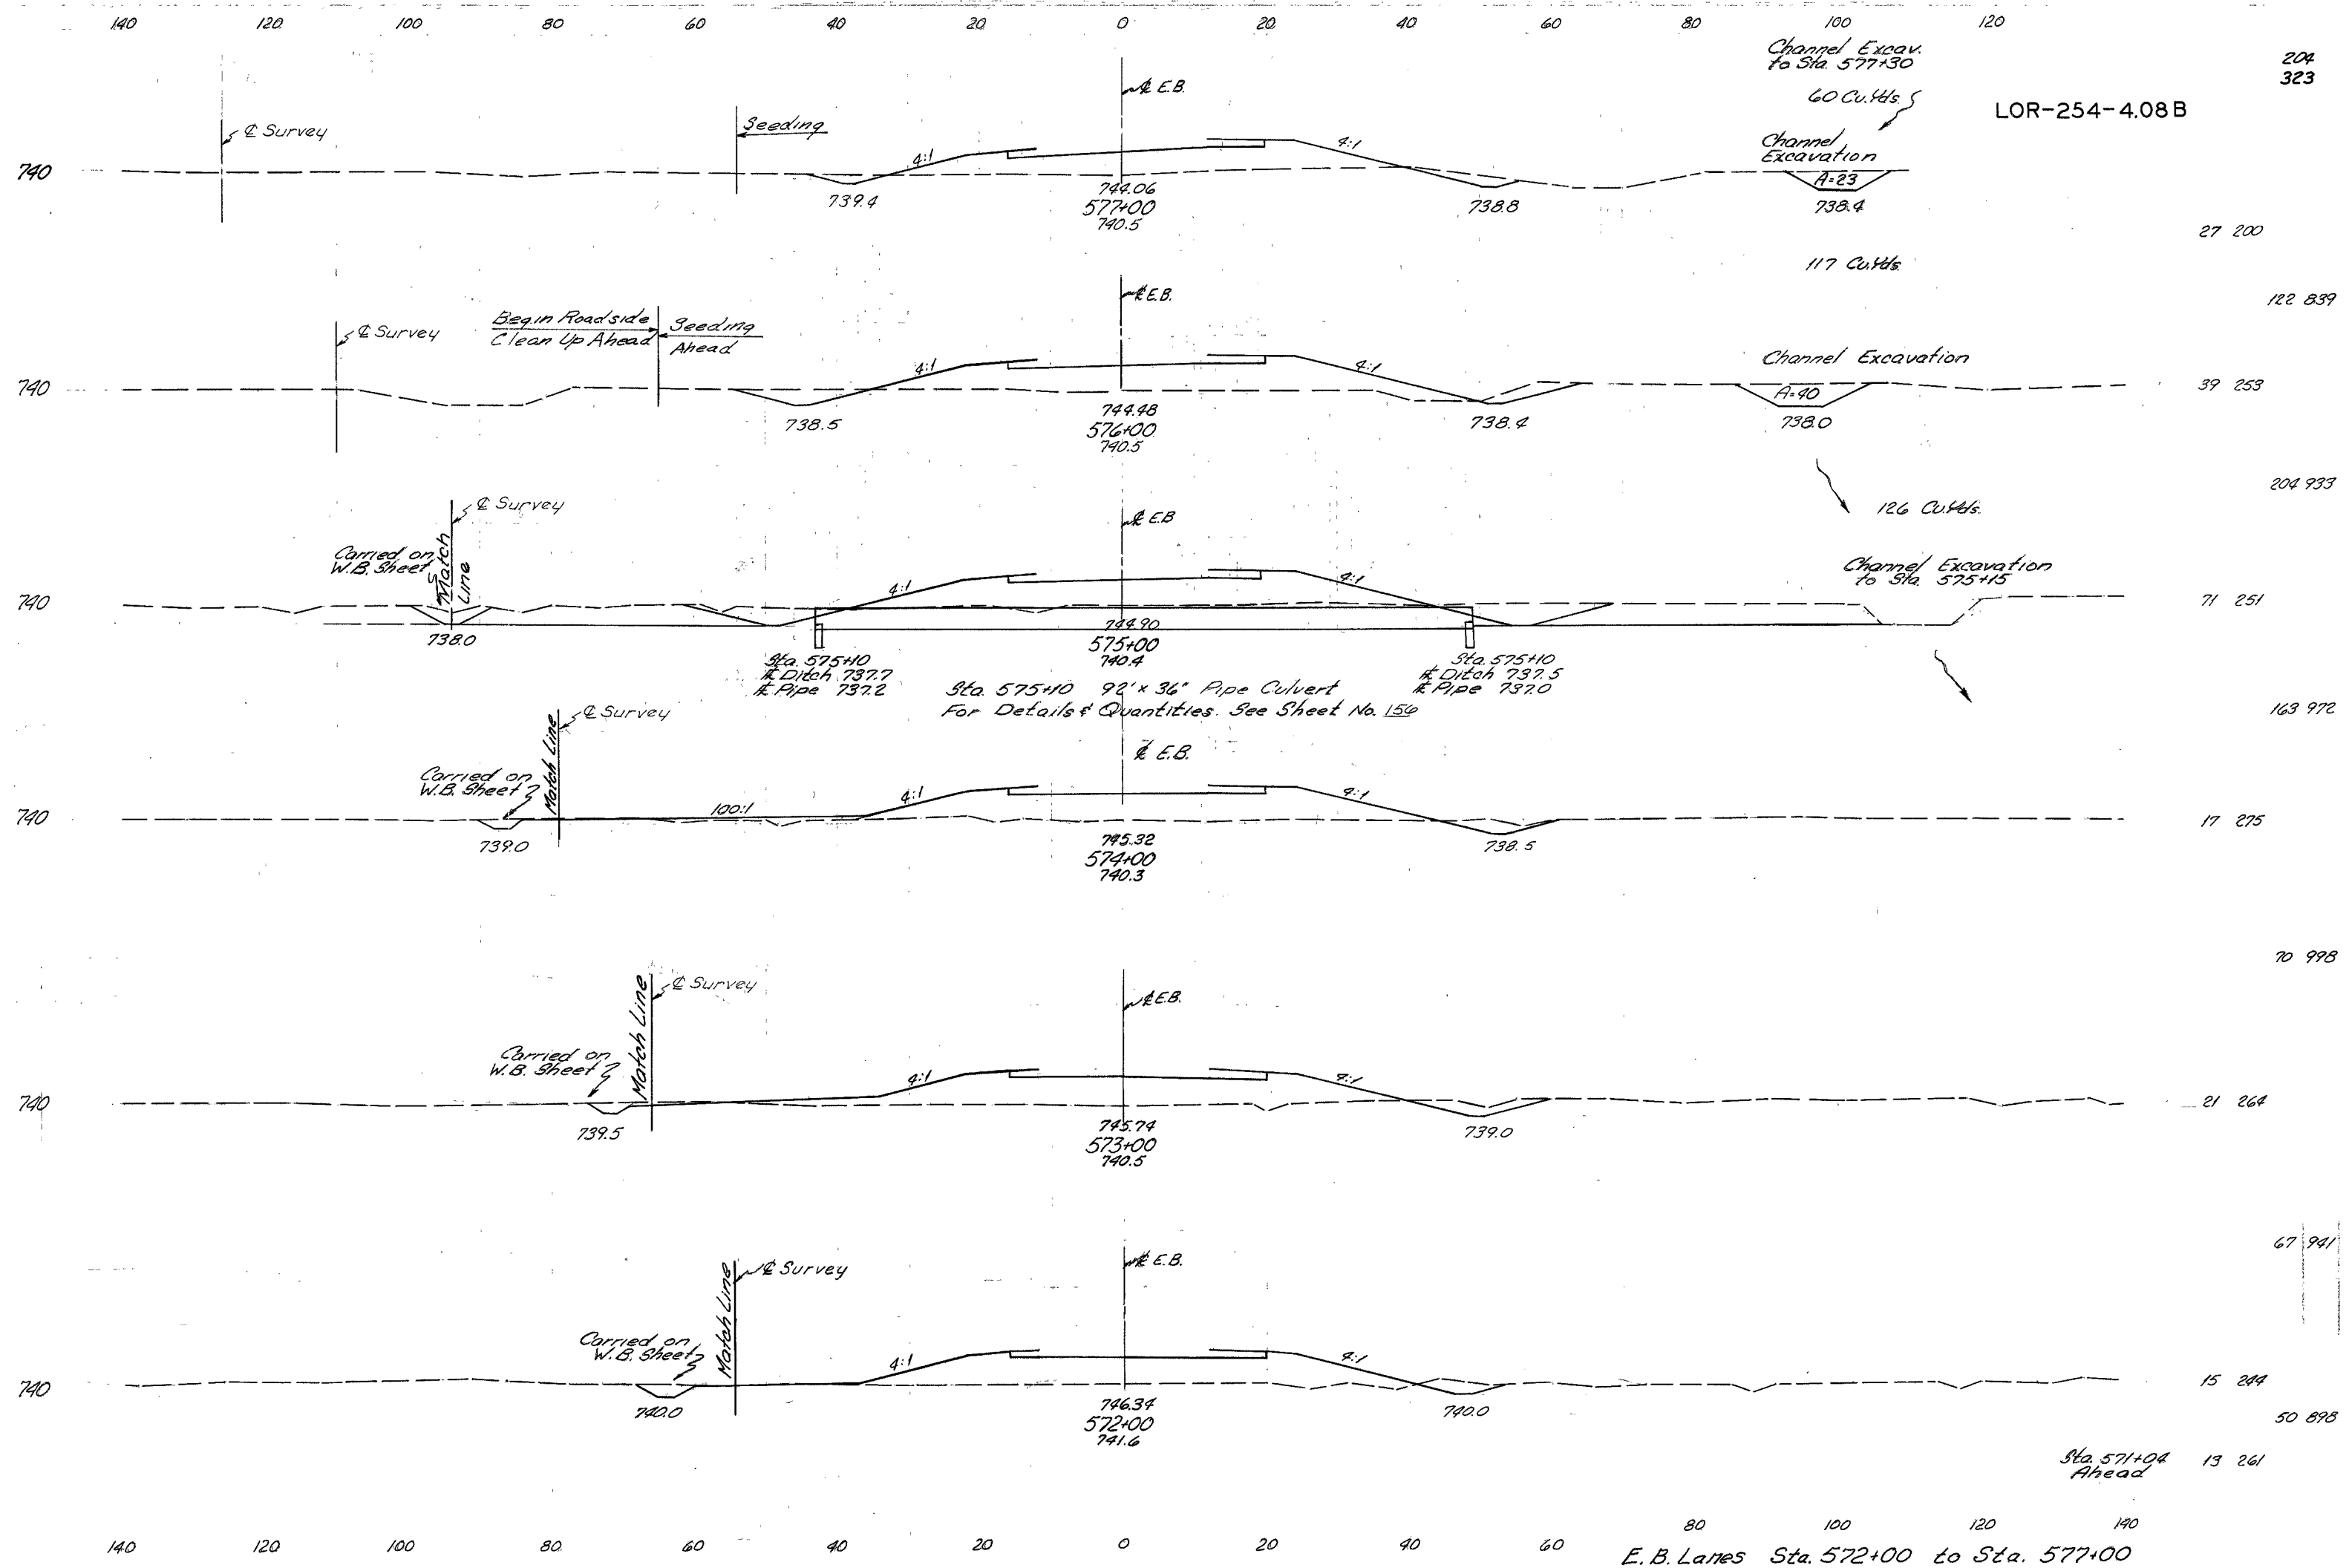 140 120 100 80 60 40 20 0 20 40 60 80 100 120
Channel Excav.
to Sta. 577+30
204
323
60 Cu.Yds.
LOR-254-4.08B
℄ E.B.
℄ Survey
Seeding
4:1
4:1
Channel
Excavation
A=23
740
739.4
744.06
577+00
740.5
738.8
738.4
27 200
117 Cu.Yds.
122 839
℄ E.B.
℄ Survey
Begin Roadside
Clean Up Ahead
Seeding
Ahead
4:1
4:1
Channel Excavation
A=40
740
39 253
738.5
744.48
576+00
740.5
738.4
738.0
204 933
126 Cu.Yds.
℄ Survey
℄ E.B
Carried on
W.B. Sheet
Match
Line
4:1
4:1
Channel Excavation
to Sta. 575+15
740
71 251
738.0
744.90
575+00
740.4
Sta. 575+10
℄ Ditch 737.7
℄ Pipe 737.2
Sta. 575+10
℄ Ditch 737.5
℄ Pipe 737.0
Sta. 575+10 92' x 36" Pipe Culvert
For Details & Quantities See Sheet No. 156
163 972
℄ Survey
℄ E.B.
Carried on
W.B. Sheet
Match Line
100:1
4:1
4:1
740
17 275
739.0
745.32
574+00
740.3
738.5
70 998
℄ Survey
℄ E.B.
Match Line
Carried on
W.B. Sheet
4:1
4:1
740
21 264
739.5
745.74
573+00
740.5
739.0
67 941
℄ Survey
℄ E.B.
Match Line
Carried on
W.B. Sheet
4:1
4:1
740
15 244
740.0
746.34
572+00
741.6
740.0
50 898
Sta. 571+04
Ahead
13 261
140 120 100 80 60 40 20 0 20 40 60 80 100 120 140
E.B. Lanes Sta. 572+00 to Sta. 577+00